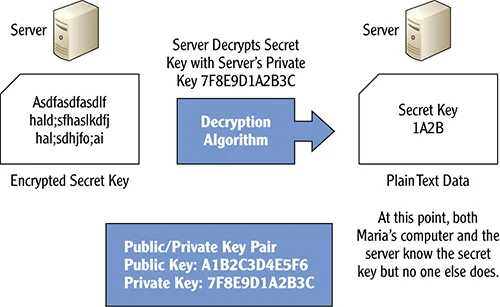 Server
Server
Server Decrypts Secret
Key with Server's Private
Key 7F8E9D1A2B3C
Asdfasdfasdlf
hald;sfhaslkdfj
hal;sdhjfo;ai
Decryption
Algorithm
Secret Key
1A2B
Encrypted Secret Key
Plain Text Data
Public/Private Key Pair
Public Key: A1B2C3D4E5F6
Private Key: 7F8E9D1A2B3C
At this point, both
Maria's computer and the
server know the secret
key but no one else does.